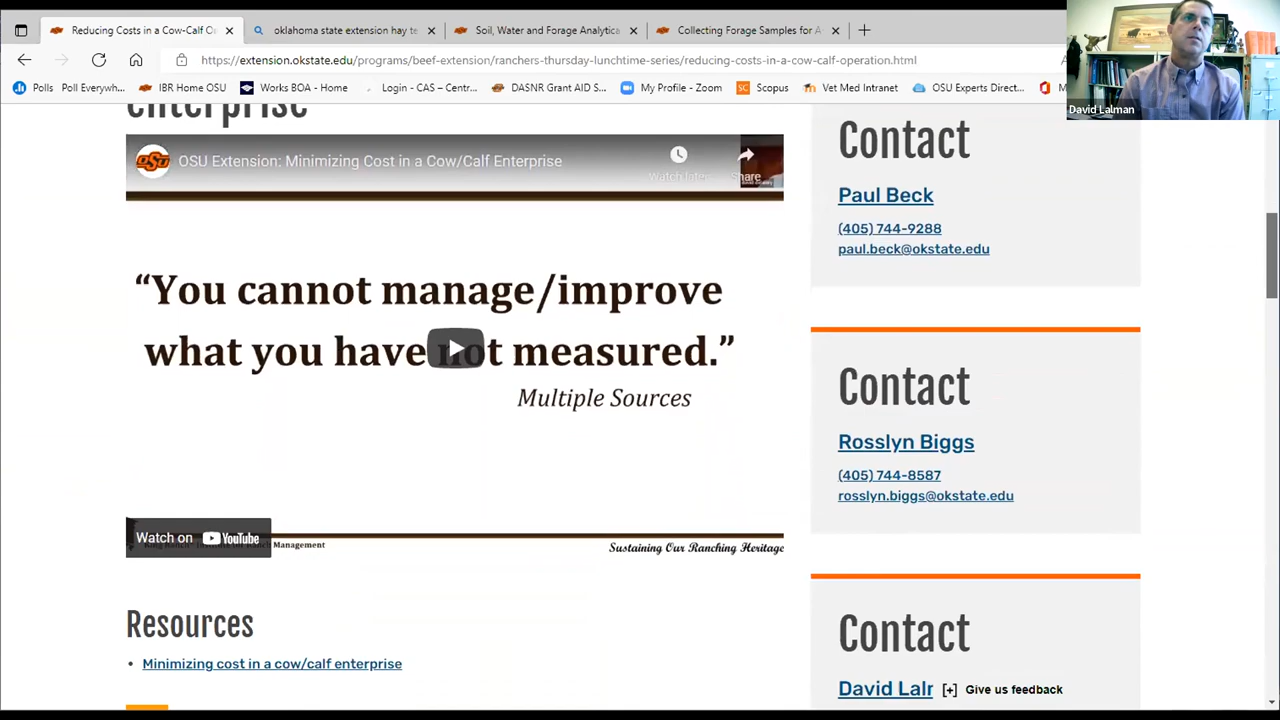 Reducing Costs in a Cow-Calf Op
oklahoma state extension hay te
Soil, Water and Forage Analytica
Collecting Forage Samples for A
https://extension.okstate.edu/programs/beef-extension/ranchers-thursday-lunchtime-series/reducing-costs-in-a-cow-calf-operation.html
Polls
Poll Everywh...
IBR Home OSU
Works BOA - Home
Login - CAS – Centr...
DASNR Grant AID S...
My Profile - Zoom
Scopus
Vet Med Intranet
OSU Experts Direct...
David Lalman
enterprise
OSU
OSU Extension: Minimizing Cost in a Cow/Calf Enterprise
Watch later
Share
“You cannot manage/improve
what you have not measured.”
Multiple Sources
Watch on YouTube
Management
Sustaining Our Ranching Heritage
Resources
Minimizing cost in a cow/calf enterprise
Contact
Paul Beck
(405) 744-9288
paul.beck@okstate.edu
Contact
Rosslyn Biggs
(405) 744-8587
rosslyn.biggs@okstate.edu
Contact
David Lalr
[+] Give us feedback